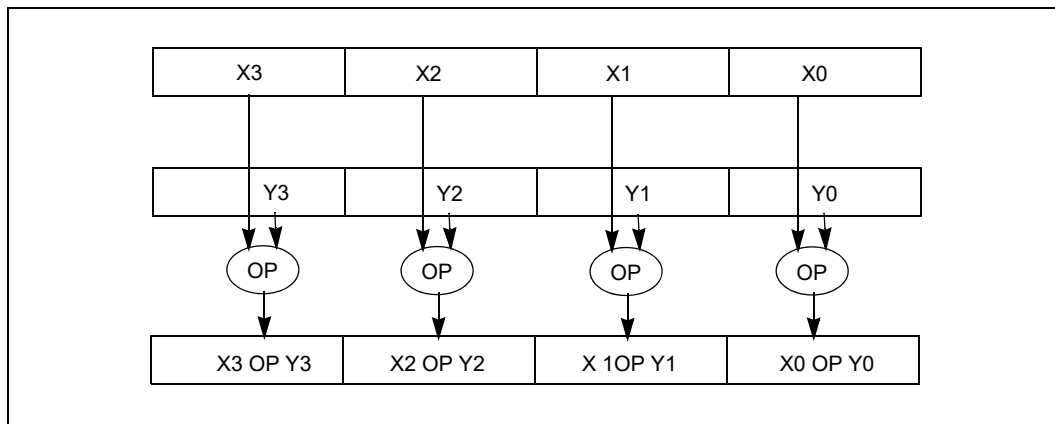 X3 X2 X1 X0
Y3 Y2 Y1 Y0
OP OP OP OP
X3 OP Y3 X2 OP Y2 X 1OP Y1 X0 OP Y0